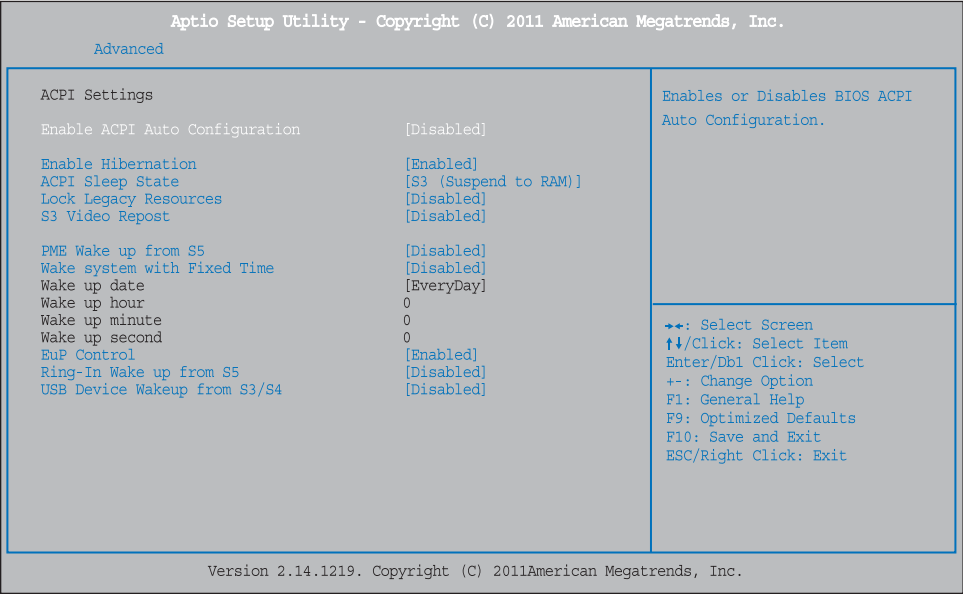 Aptio Setup Utility - Copyright (C) 2011 American Megatrends, Inc.
Advanced
ACPI Settings
Enable ACPI Auto Configuration [Disabled]
Enable Hibernation [Enabled]
ACPI Sleep State [S3 (Suspend to RAM)]
Lock Legacy Resources [Disabled]
S3 Video Repost [Disabled]
PME Wake up from S5 [Disabled]
Wake system with Fixed Time [Disabled]
Wake up date [EveryDay]
Wake up hour 0
Wake up minute 0
Wake up second 0
EuP Control [Enabled]
Ring-In Wake up from S5 [Disabled]
USB Device Wakeup from S3/S4 [Disabled]
Enables or Disables BIOS ACPI
Auto Configuration.
→←: Select Screen
↑↓/Click: Select Item
Enter/Db1 Click: Select
+-: Change Option
F1: General Help
F9: Optimized Defaults
F10: Save and Exit
ESC/Right Click: Exit
Version 2.14.1219. Copyright (C) 2011American Megatrends, Inc.